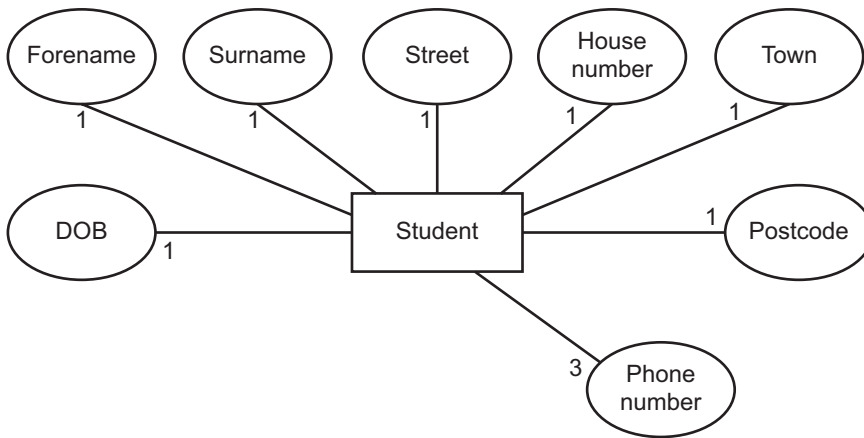 Forename
Surname
Street
House
number
Town
1
1
1
1
1
DOB
1
Student
1
Postcode
3
Phone
number